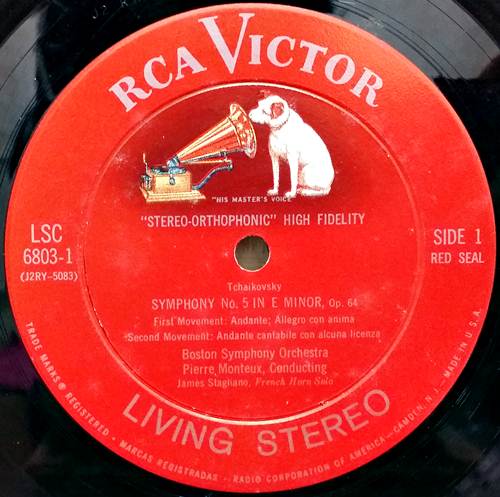 RCA VICTOR
"HIS MASTER'S VOICE"
"STEREO-ORTHOPHONIC" HIGH FIDELITY
LSC
6803-1
(J2RY-5083)
SIDE 1
RED SEAL
Tchaikovsky
SYMPHONY No. 5 IN E MINOR, Op. 64
First Movement: Andante; Allegro con anima
Second Movement: Andante cantabile con alcuna licenza
Boston Symphony Orchestra
Pierre Monteux, Conducting
James Stagliano, French Horn Solo
LIVING STEREO
TRADE MARKS ® REGISTERED - MARCAS REGISTRADAS - RADIO CORPORATION OF AMERICA - CAMDEN, N.J. - MADE IN U.S.A.